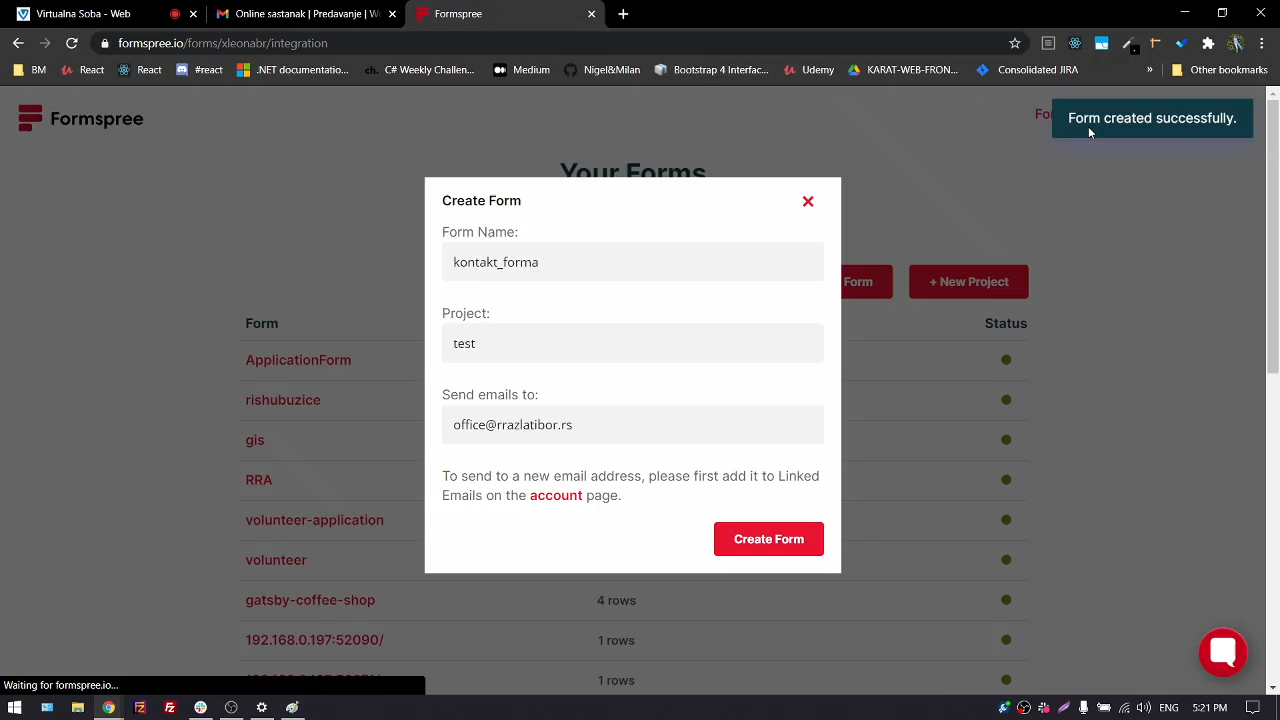 Virtualna Soba - Web
Online sastanak | Predavanje | W
Formspree
formspree.io/forms/xleonabr/integration
BM
React
React
#react
.NET documentatio...
ch. C# Weekly Challen...
Medium
Nigel&Milan
Bootstrap 4 Interfac...
Udemy
KARAT-WEB-FRON...
Consolidated JIRA
»
Other bookmarks
Formspree
Fo
Form created successfully.
Your Forms
Create Form
Form Name:
kontakt_forma
Form
+ New Project
Project:
Form
Status
test
ApplicationForm
Send emails to:
rishubuzice
office@rrazlatibor.rs
gis
RRA
To send to a new email address, please first add it to Linked
Emails on the account page.
volunteer-application
Create Form
volunteer
gatsby-coffee-shop
4 rows
192.168.0.197:52090/
1 rows
1 rows
Waiting for formspree.io...
ENG
5:21 PM